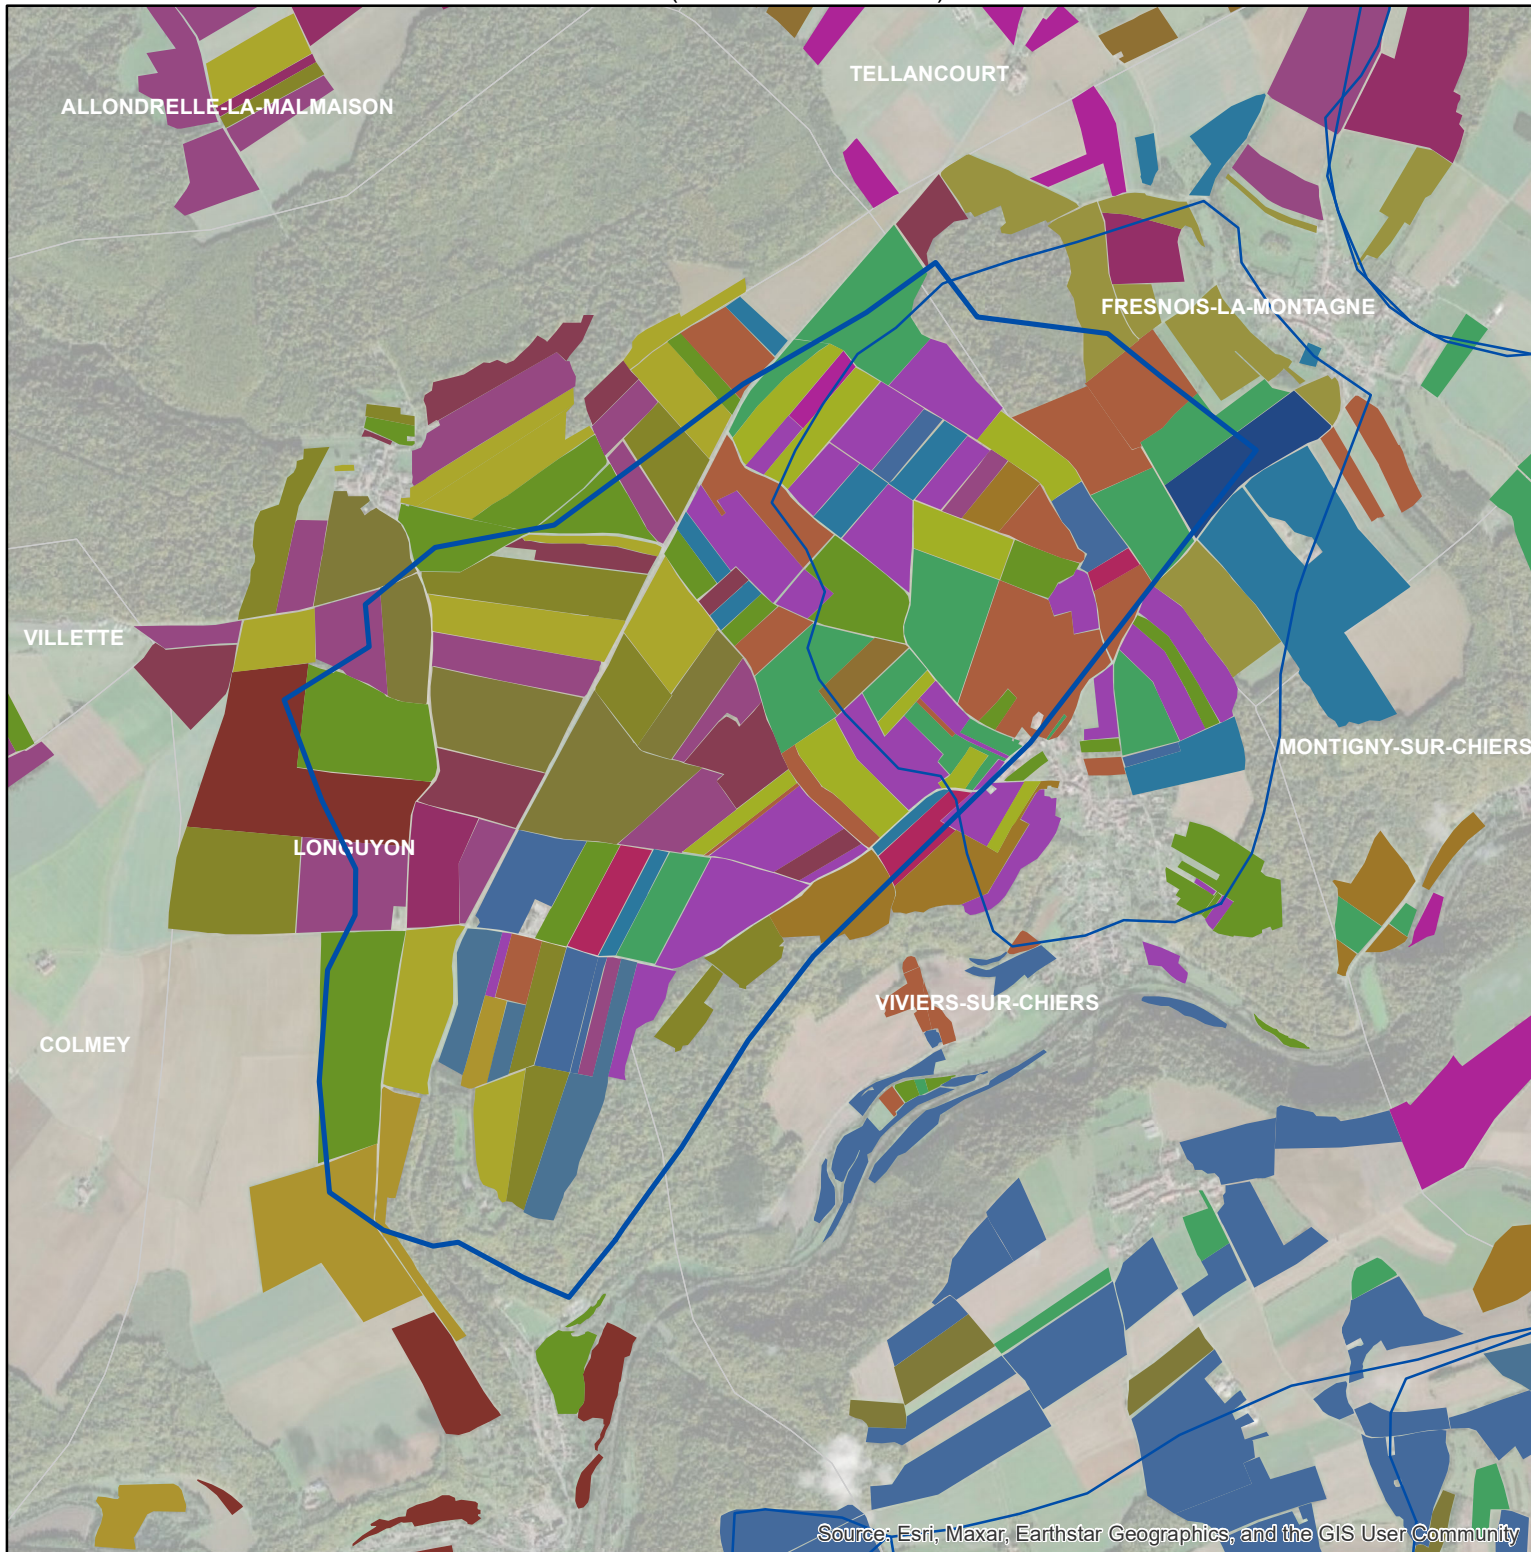 TELLANCOURT
ALLONDRELLE-LA-MALMAISON
FRESNOIS-LA-MONTAGNE
VILLETTE
MONTIGNY-SUR-CHIERS
LONGUYON
VIVIERS-SUR-CHIERS
COLMEY
Source: Esri, Maxar, Earthstar Geographics, and the GIS User Community